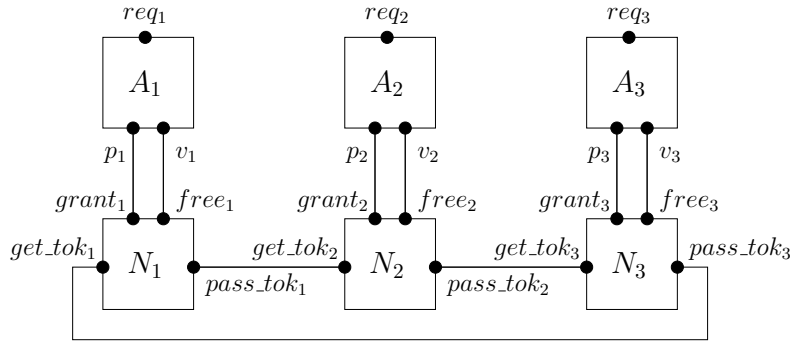 req₁ req₂ req₃
A₁ A₂ A₃
p₁ v₁ p₂ v₂ p₃ v₃
grant₁ free₁ grant₂ free₂ grant₃ free₃
get_tok₁ get_tok₂ get_tok₃ pass_tok₃
N₁ N₂ N₃
pass_tok₁ pass_tok₂